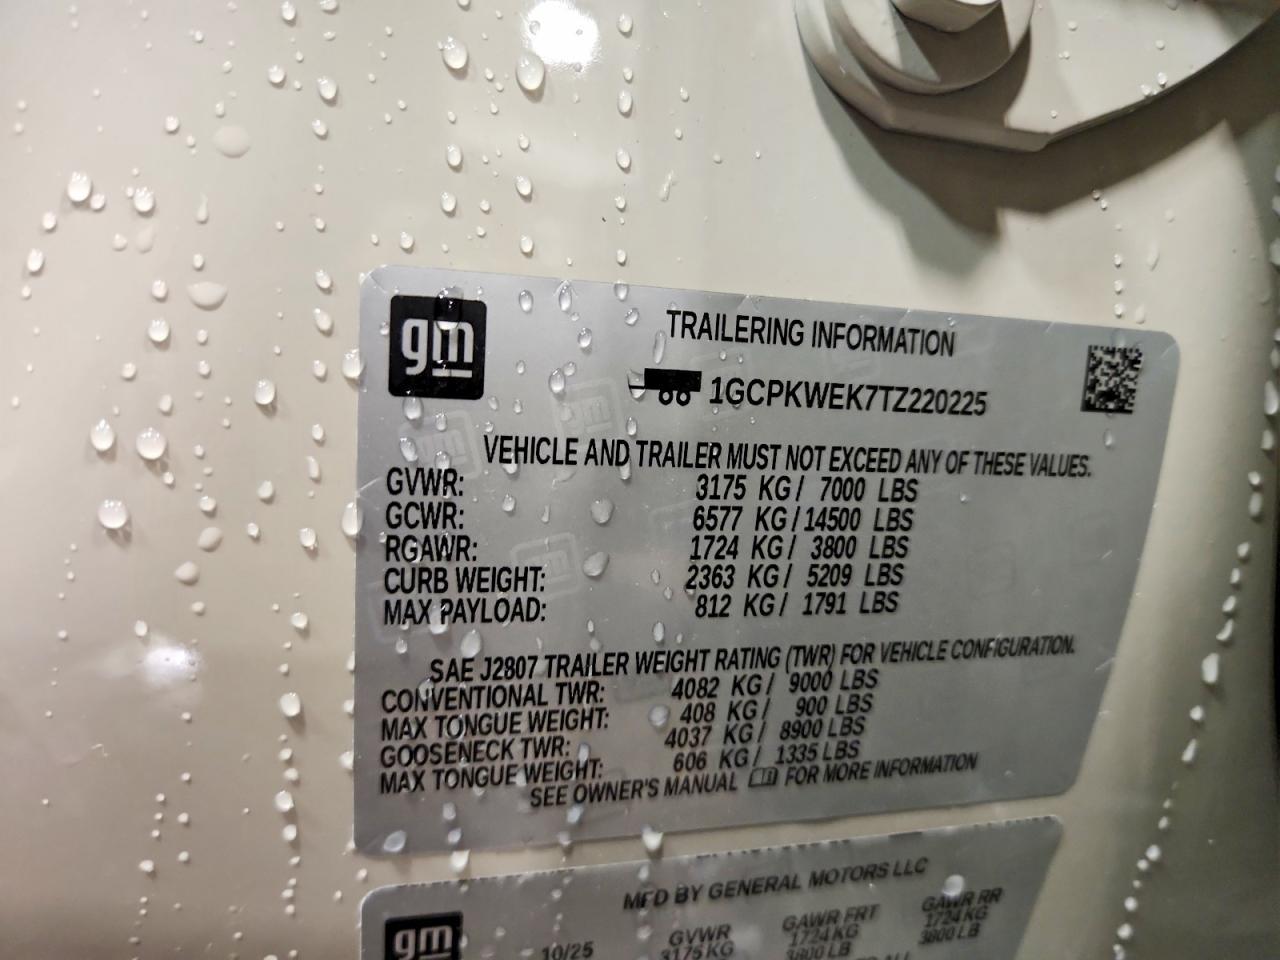 gm
TRAILERING INFORMATION
1GCPKWEK7TZ220225
VEHICLE AND TRAILER MUST NOT EXCEED ANY OF THESE VALUES.
GVWR: 3175 KG/ 7000 LBS
GCWR: 6577 KG/14500 LBS
RGAWR: 1724 KG/ 3800 LBS
CURB WEIGHT: 2363 KG/ 5209 LBS
MAX PAYLOAD: 812 KG/ 1791 LBS
SAE J2807 TRAILER WEIGHT RATING (TWR) FOR VEHICLE CONFIGURATION.
CONVENTIONAL TWR: 4082 KG/ 9000 LBS
MAX TONGUE WEIGHT: 408 KG/ 900 LBS
GOOSENECK TWR: 4037 KG/ 8900 LBS
MAX TONGUE WEIGHT: 606 KG/ 1335 LBS
SEE OWNER'S MANUAL FOR MORE INFORMATION
MFD BY GENERAL MOTORS LLC
gm
10/25 GVWR GAWR FRT GAWR RR
3175 KG 1724 KG 1724 KG
3800 LB 3800 LB